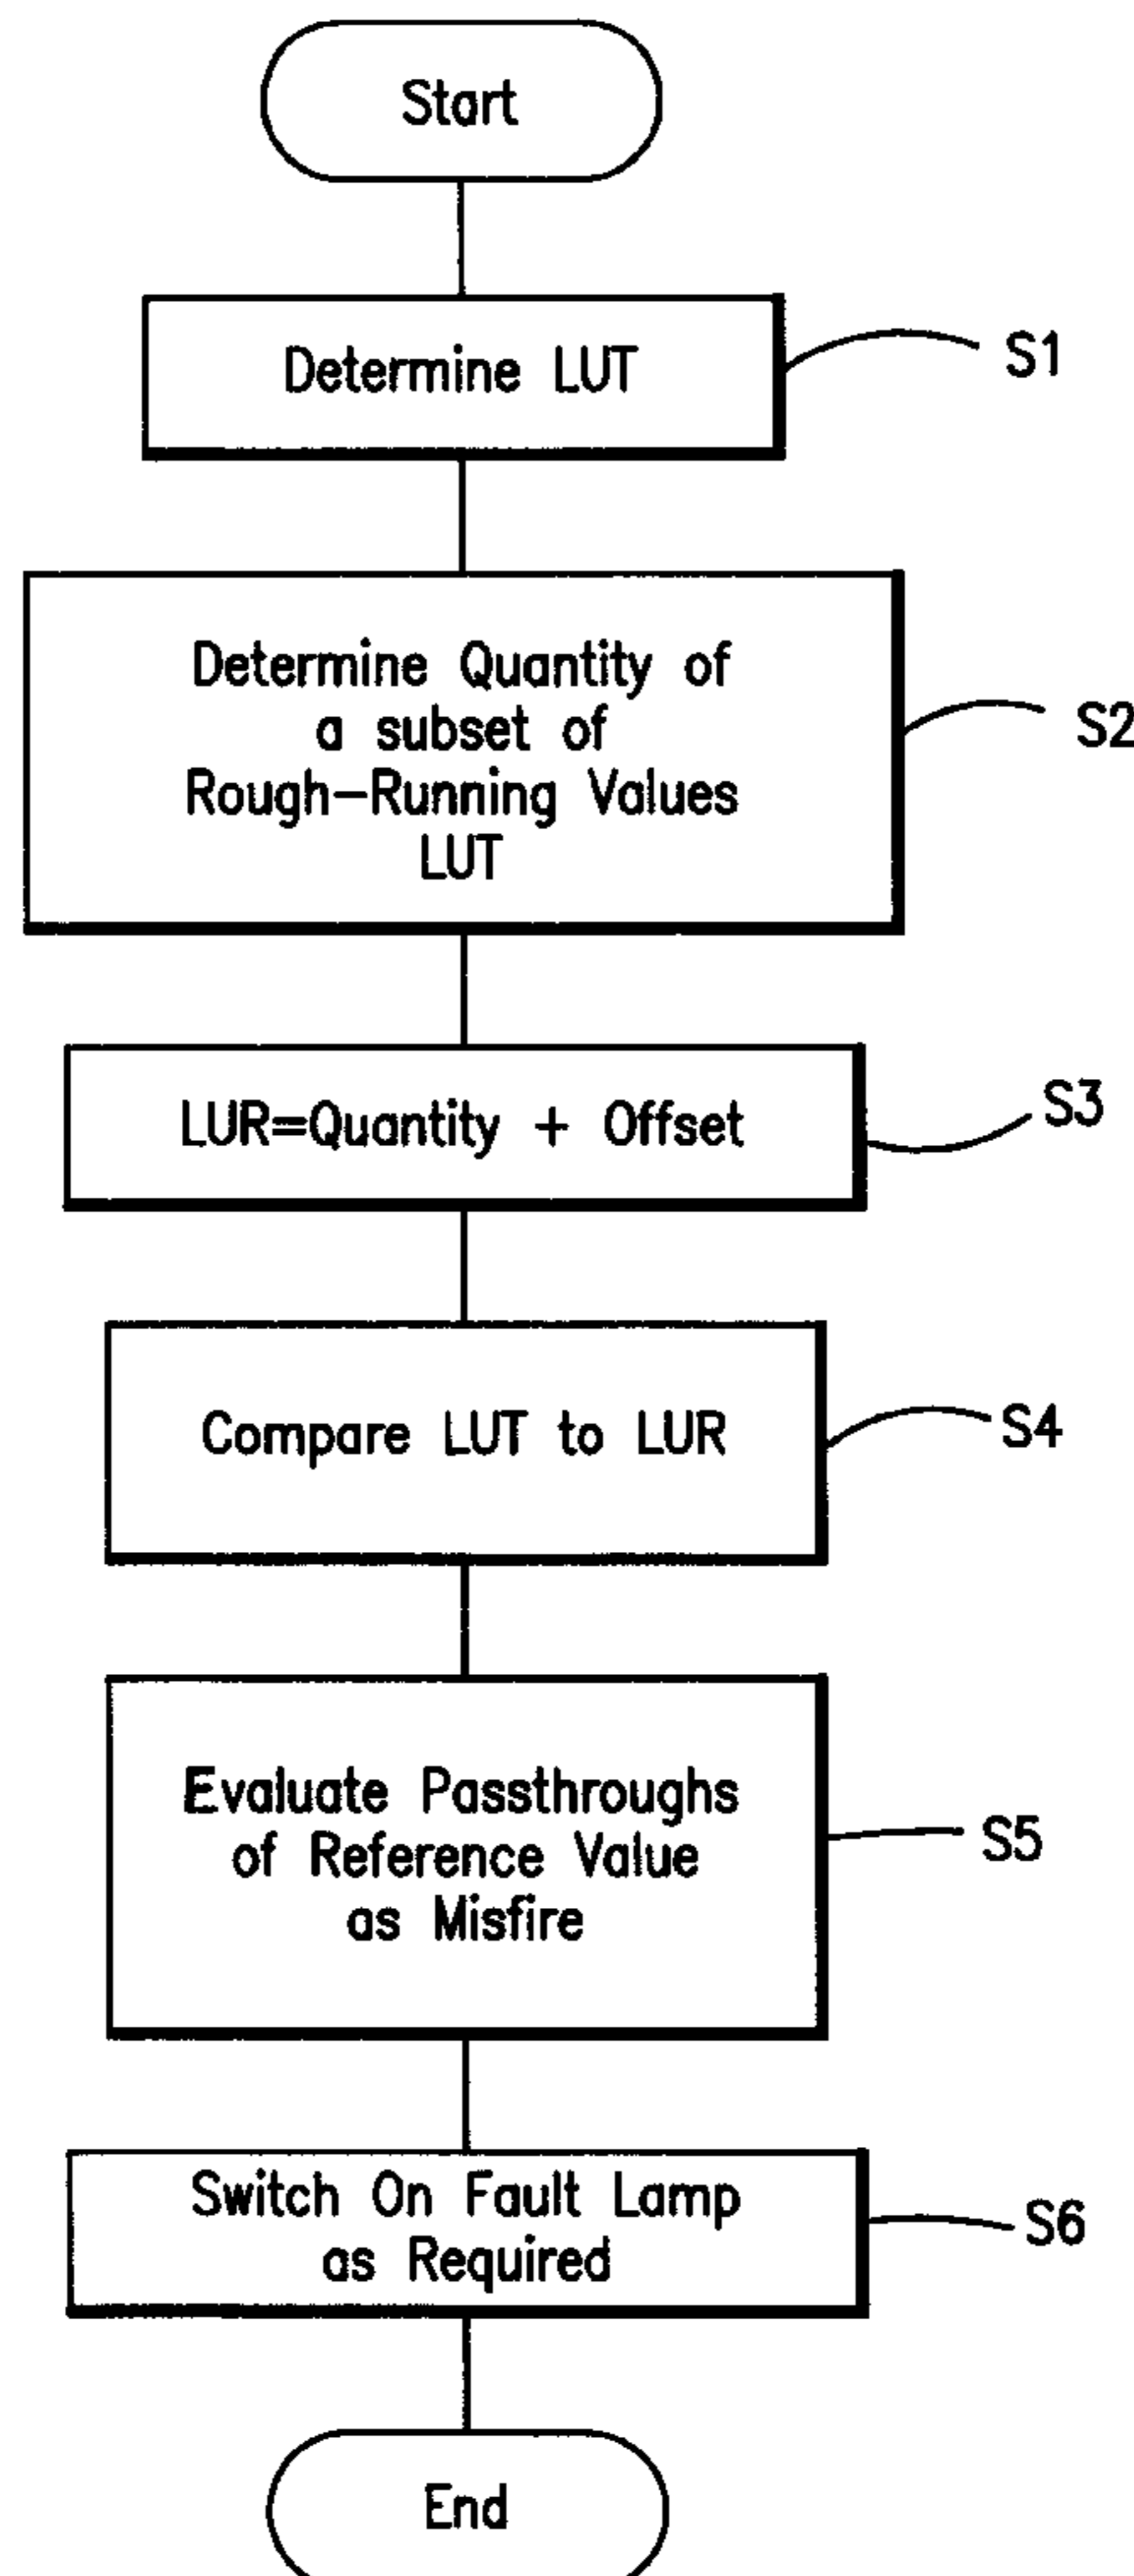 Start
Determine LUT
S1
Determine Quantity of
a subset of
Rough-Running Values
LUT
S2
LUR=Quantity + Offset
S3
Compare LUT to LUR
S4
Evaluate Passthroughs
of Reference Value
as Misfire
S5
Switch On Fault Lamp
as Required
S6
End